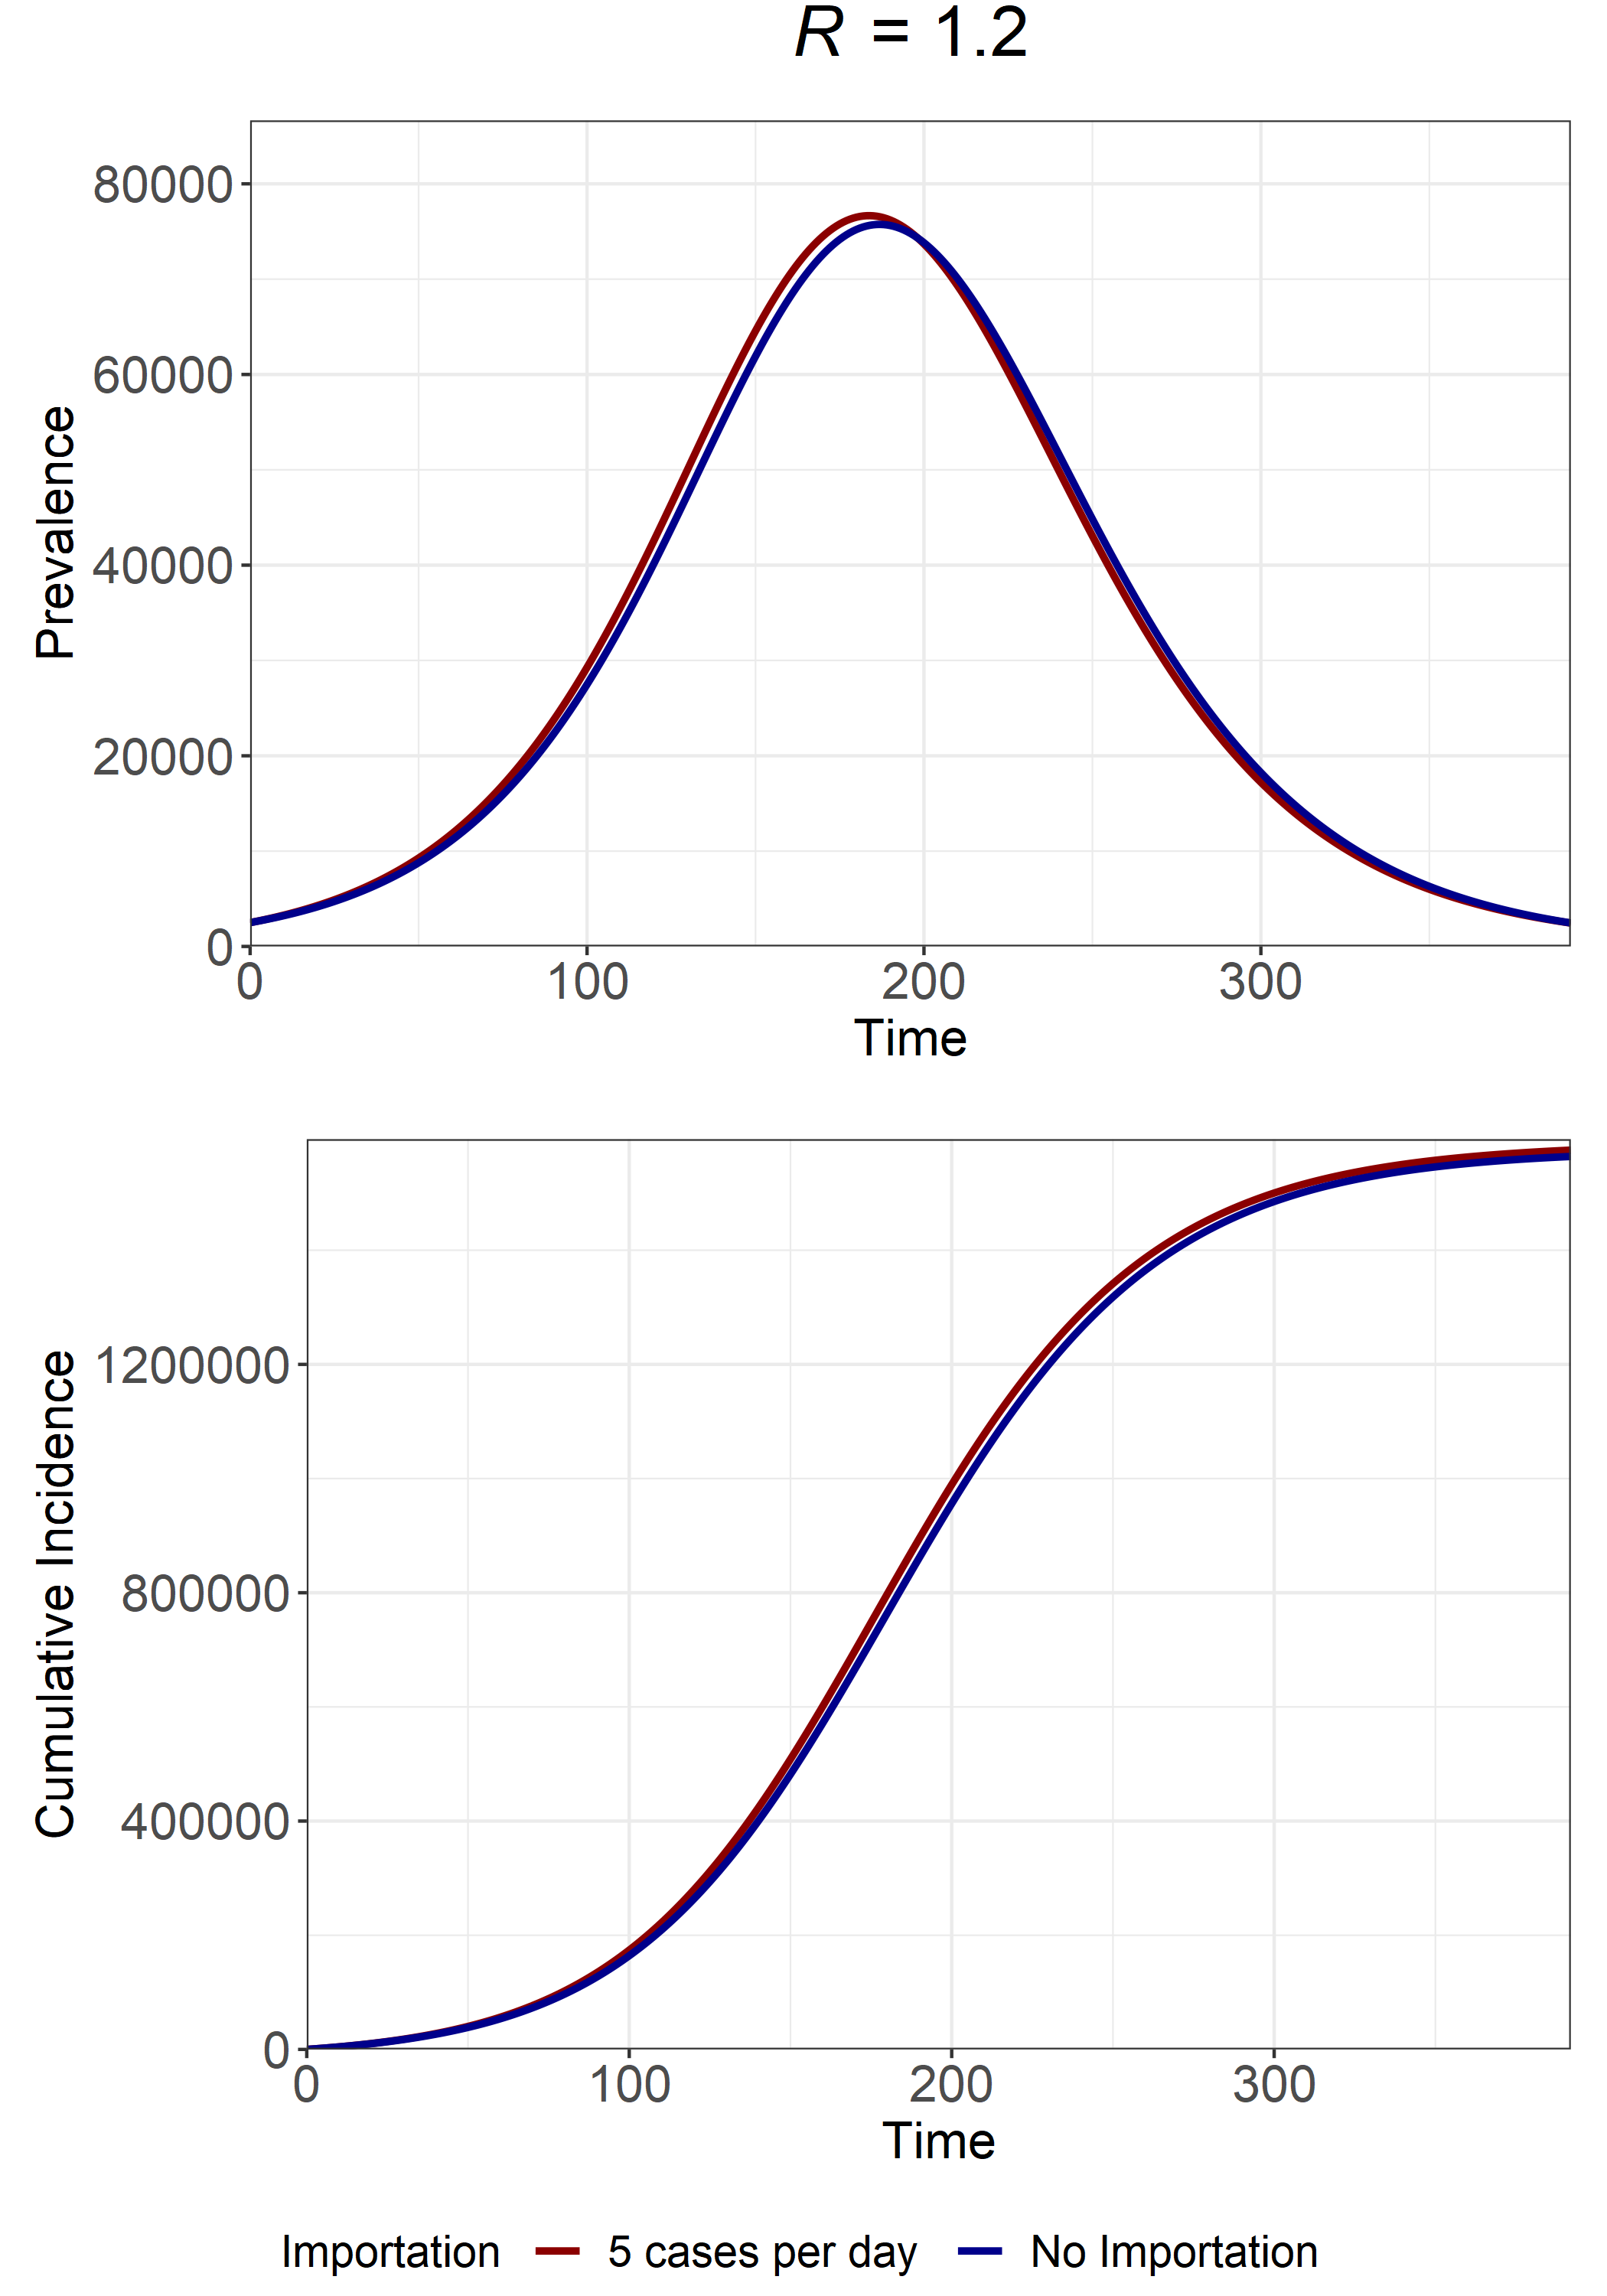 R = 1.2
80000
60000
40000
20000
0
Prevalence
0 100 200 300
Time
1200000
800000
400000
0
Cumulative Incidence
0 100 200 300
Time
Importation 5 cases per day No Importation